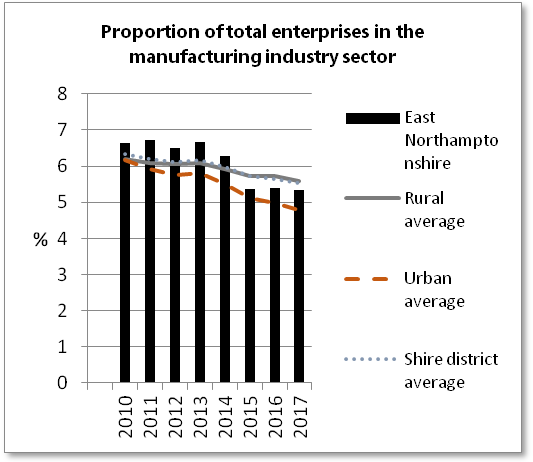 Proportion of total enterprises in the
manufacturing industry sector
8
7
6
5
4
3
2
1
0
%
2010
2011
2012
2013
2014
2015
2016
2017
East
Northampto
nshire
Rural
average
Urban
average
Shire district
average